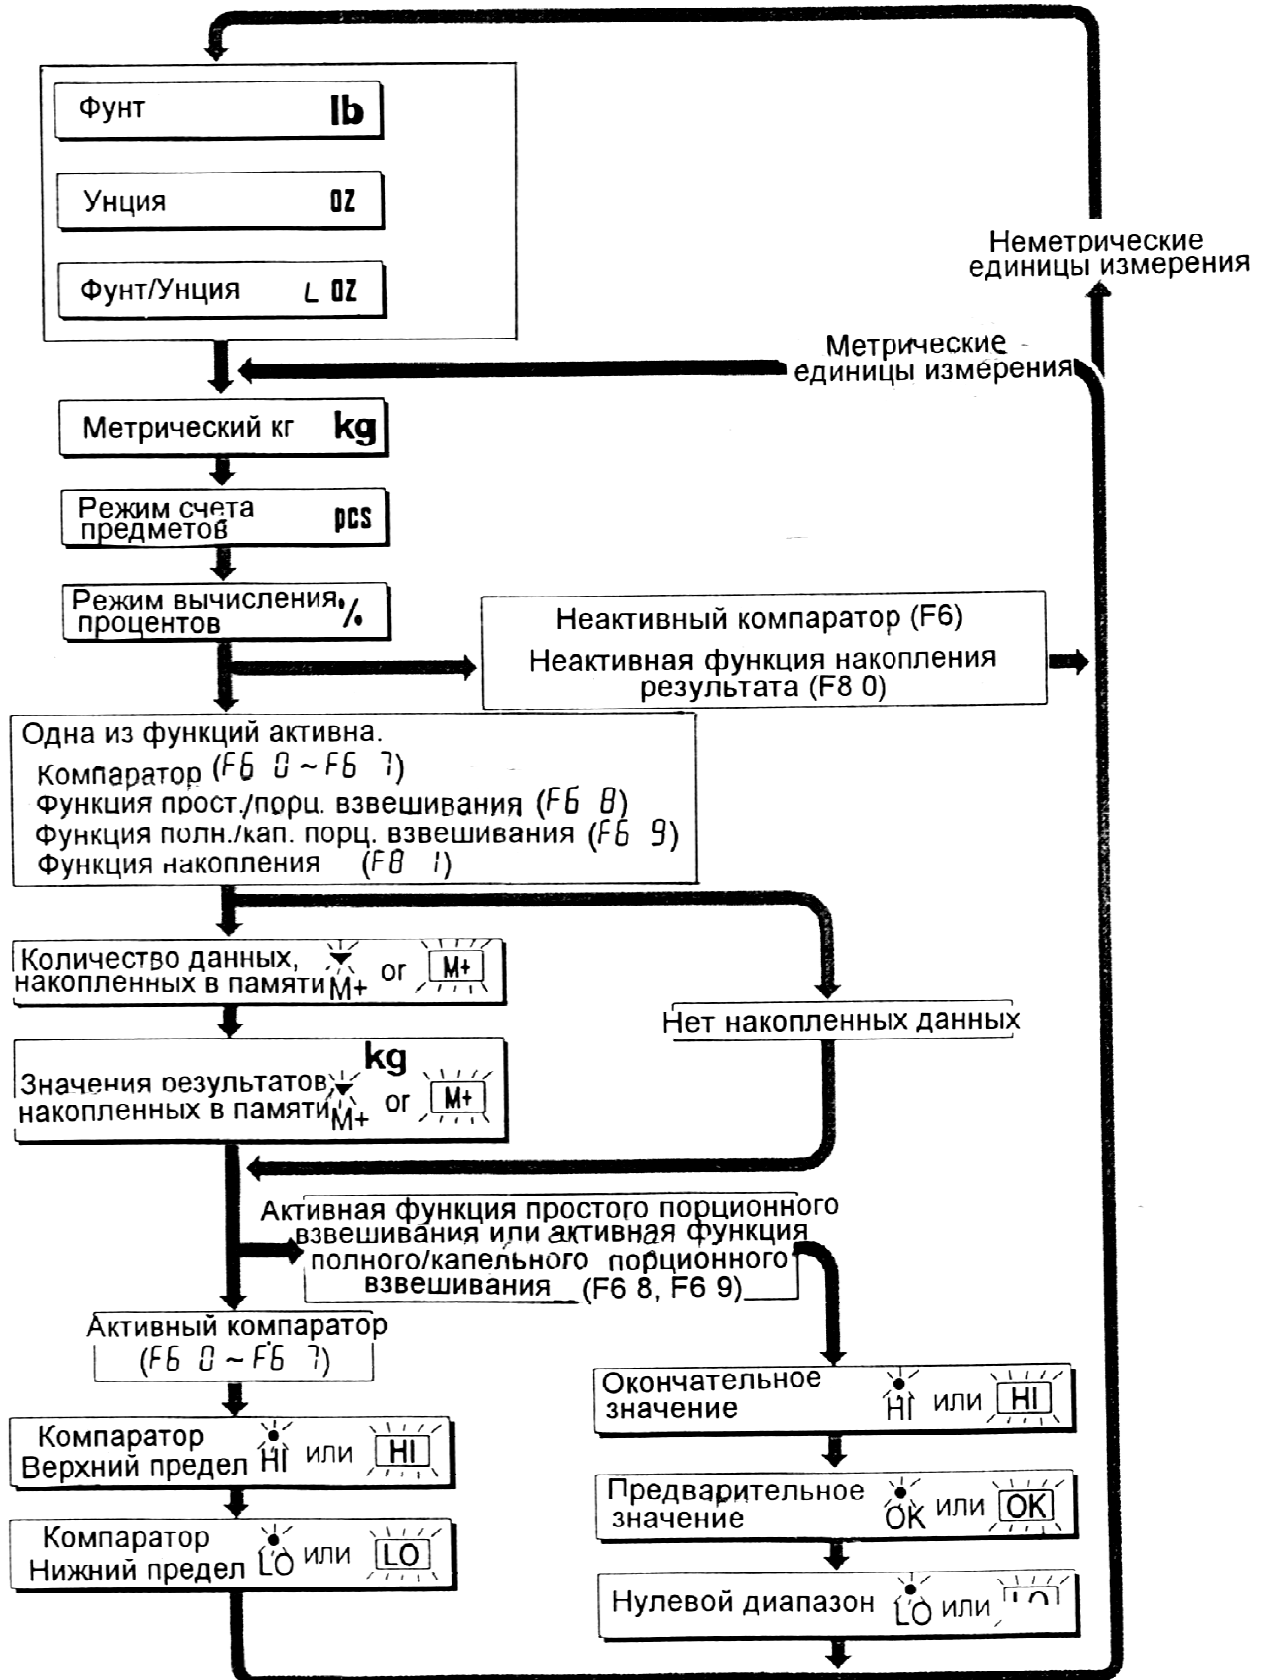 Фунт lb
Унция oz
Фунт/Унция L oz
Неметрические
единицы измерения
Метрические
единицы измерения
Метрический кг kg
Режим счета
предметов pcs
Режим вычисления
процентов %
Неактивный компаратор (F6)
Неактивная функция накопления
результата (F8 0)
Одна из функций активна.
Компаратор (F6 0 ~ F6 7)
Функция прост./порц. взвешивания (F6 8)
Функция полн./кап. порц. взвешивания (F6 9)
Функция накопления (F8 1)
Количество данных,
накопленных в памяти M+ or M+
Нет накопленных данных
kg
Значения результатов,
накопленных в памяти M+ or M+
Активная функция простого порционного
взвешивания или активная функция
полного/капельного порционного
взвешивания (F6 8, F6 9)
Активный компаратор
(F6 0 ~ F6 7)
Компаратор
Верхний предел HI или HI
Компаратор
Нижний предел LO или LO
Окончательное
значение HI или HI
Предварительное
значение OK или OK
Нулевой диапазон LO или LO